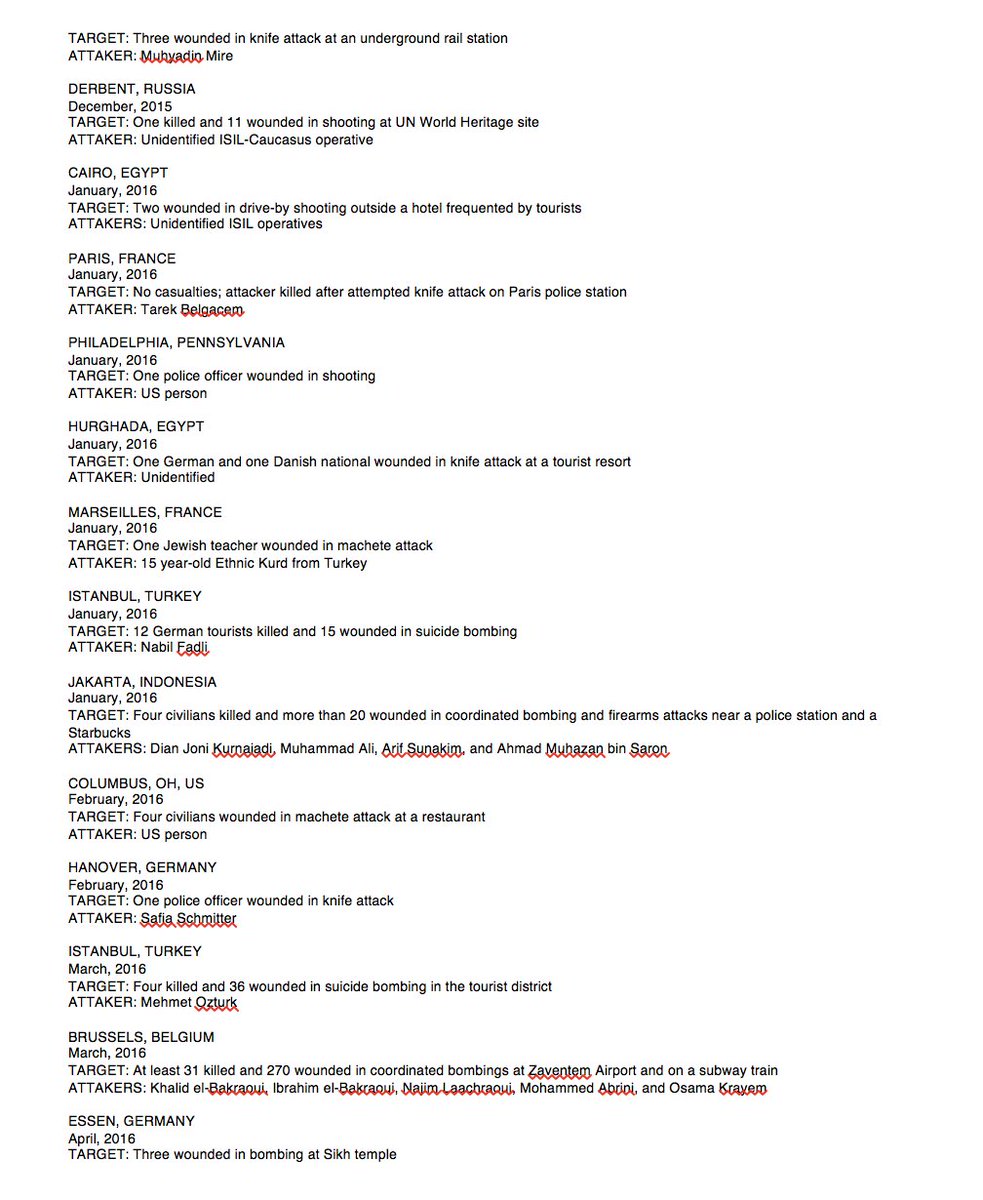 TARGET: Three wounded in knife attack at an underground rail station
ATTAKER: Muhyadin Mire
DERBENT, RUSSIA
December, 2015
TARGET: One killed and 11 wounded in shooting at UN World Heritage site
ATTAKER: Unidentified ISIL-Caucasus operative
CAIRO, EGYPT
January, 2016
TARGET: Two wounded in drive-by shooting outside a hotel frequented by tourists
ATTAKERS: Unidentified ISIL operatives
PARIS, FRANCE
January, 2016
TARGET: No casualties; attacker killed after attempted knife attack on Paris police station
ATTAKER: Tarek Belgacem
PHILADELPHIA, PENNSYLVANIA
January, 2016
TARGET: One police officer wounded in shooting
ATTAKER: US person
HURGHADA, EGYPT
January, 2016
TARGET: One German and one Danish national wounded in knife attack at a tourist resort
ATTAKER: Unidentified
MARSEILLES, FRANCE
January, 2016
TARGET: One Jewish teacher wounded in machete attack
ATTAKER: 15 year-old Ethnic Kurd from Turkey
ISTANBUL, TURKEY
January, 2016
TARGET: 12 German tourists killed and 15 wounded in suicide bombing
ATTAKER: Nabil Fadli
JAKARTA, INDONESIA
January, 2016
TARGET: Four civilians killed and more than 20 wounded in coordinated bombing and firearms attacks near a police station and a
Starbucks
ATTAKERS: Dian Joni Kurnaiadi, Muhammad Ali, Arif Sunakim, and Ahmad Muhazan bin Saron
COLUMBUS, OH, US
February, 2016
TARGET: Four civilians wounded in machete attack at a restaurant
ATTAKER: US person
HANOVER, GERMANY
February, 2016
TARGET: One police officer wounded in knife attack
ATTAKER: Safia Schmitter
ISTANBUL, TURKEY
March, 2016
TARGET: Four killed and 36 wounded in suicide bombing in the tourist district
ATTAKER: Mehmet Ozturk
BRUSSELS, BELGIUM
March, 2016
TARGET: At least 31 killed and 270 wounded in coordinated bombings at Zaventem Airport and on a subway train
ATTAKERS: Khalid el-Bakraoui, Ibrahim el-Bakraoui, Najim Laachraoui, Mohammed Abrini, and Osama Krayem
ESSEN, GERMANY
April, 2016
TARGET: Three wounded in bombing at Sikh temple